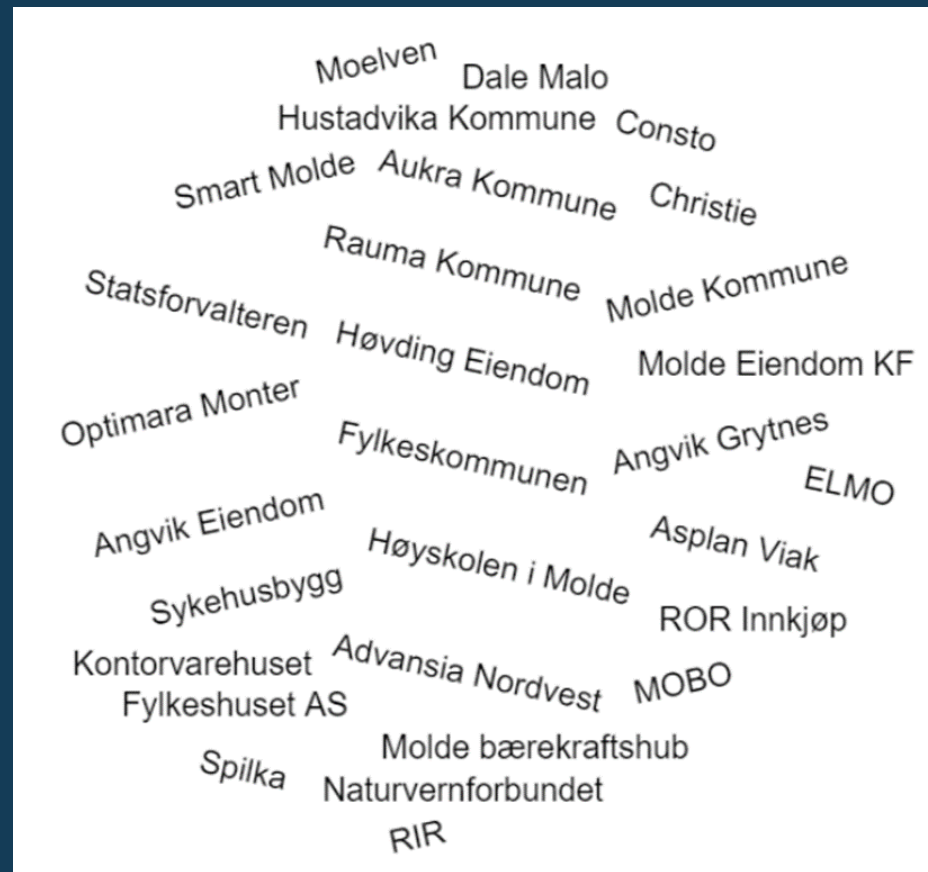 Moelven
Dale Malo
Hustadvika Kommune
Consto
Smart Molde
Aukra Kommune
Christie
Rauma Kommune
Molde Kommune
Statsforvalteren
Høvding Eiendom
Molde Eiendom KF
Optimara Monter
Fylkeskommunen
Angvik Grytnes
ELMO
Angvik Eiendom
Høyskolen i Molde
Asplan Viak
Sykehusbygg
ROR Innkjøp
Kontorvarehuset
Advansia Nordvest
MOBO
Fylkeshuset AS
Molde bærekraftshub
Spilka
Naturvernforbundet
RIR